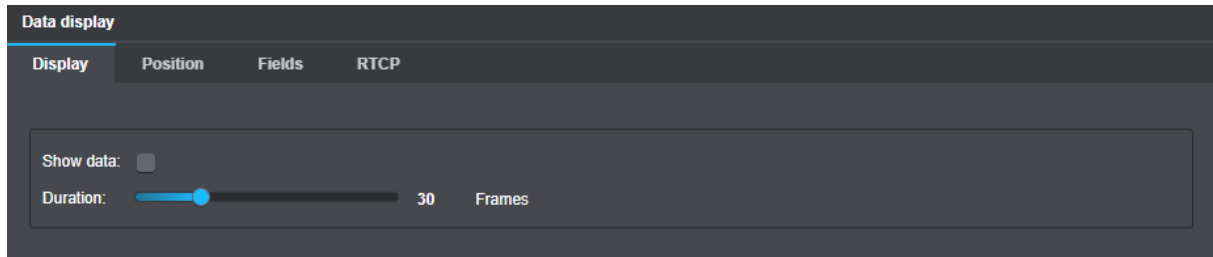 Data display
Display Position Fields RTCP
Show data:
Duration: 30 Frames